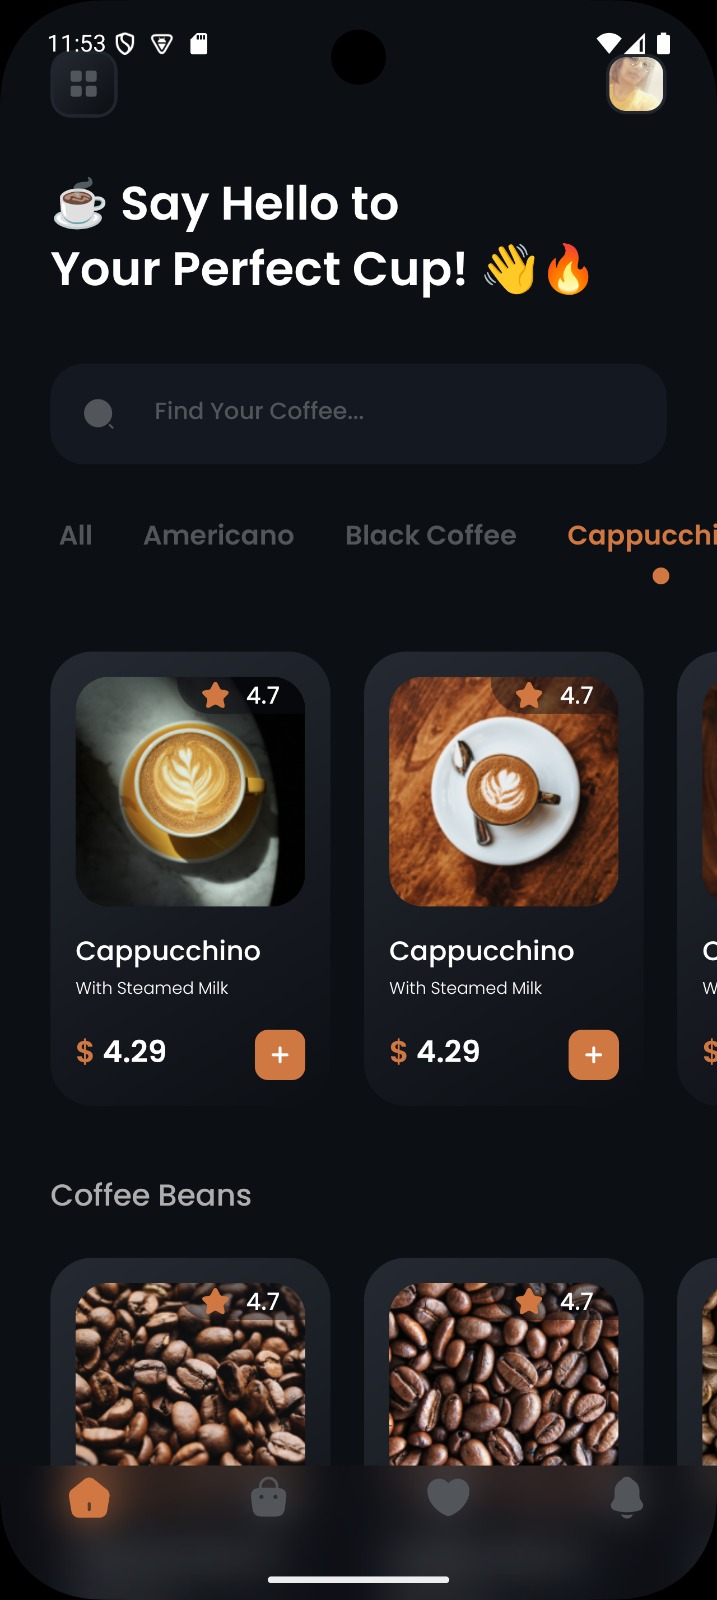 11:53
☕ Say Hello to
Your Perfect Cup! 👋🔥
Find Your Coffee...
All Americano Black Coffee Cappucchi
4.7 4.7
Cappucchino Cappucchino C
With Steamed Milk With Steamed Milk W
$ 4.29 + $ 4.29 + $
Coffee Beans
4.7 4.7